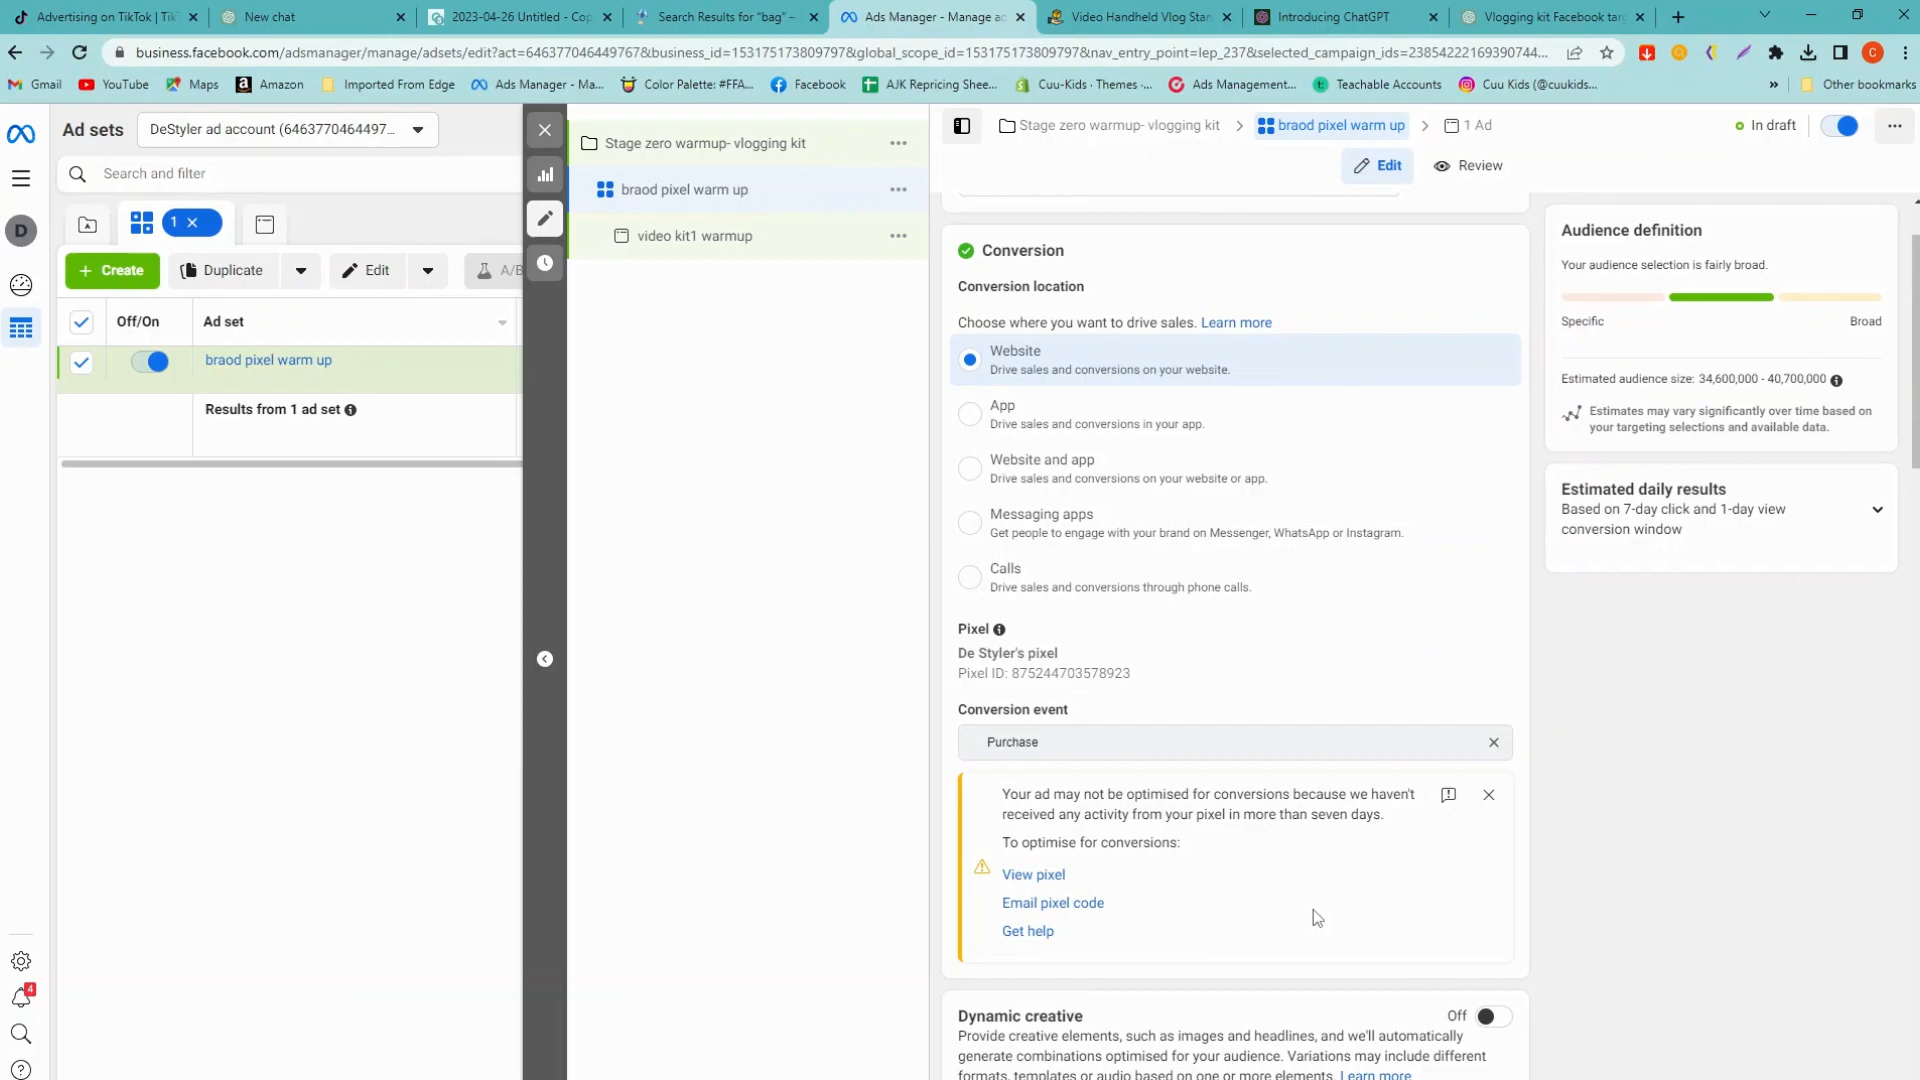 Advertising on TikTok | Tik
New chat
2023-04-26 Untitled - Cop
Search Results for "bag" –
Ads Manager - Manage ad
Video Handheld Vlog Stan
Introducing ChatGPT
Vlogging kit Facebook targ
business.facebook.com/adsmanager/manage/adsets/edit?act=646377046449767&business_id=153175173809797&global_scope_id=153175173809797&nav_entry_point=lep_237&selected_campaign_ids=23854222169390744...
C
Gmail
YouTube
Maps
Amazon
Imported From Edge
Ads Manager - Ma...
Color Palette: #FFA...
Facebook
AJK Repricing Shee...
Cuu-Kids · Themes ·...
Ads Management...
Teachable Accounts
Cuu Kids (@cuukids...
»
Other bookmarks
Ad sets
DeStyler ad account (6463770464497...
Search and filter
D
1
Create
Duplicate
Edit
A/B
Off/On
Ad set
braod pixel warm up
Results from 1 ad set
4
Stage zero warmup- vlogging kit
braod pixel warm up
video kit1 warmup
Stage zero warmup- vlogging kit
braod pixel warm up
1 Ad
In draft
Edit
Review
Conversion
Conversion location
Choose where you want to drive sales. Learn more
Website
Drive sales and conversions on your website.
App
Drive sales and conversions in your app.
Website and app
Drive sales and conversions on your website or app.
Messaging apps
Get people to engage with your brand on Messenger, WhatsApp or Instagram.
Calls
Drive sales and conversions through phone calls.
Pixel
De Styler's pixel
Pixel ID: 875244703578923
Conversion event
Purchase
Your ad may not be optimised for conversions because we haven't
received any activity from your pixel in more than seven days.
To optimise for conversions:
View pixel
Email pixel code
Get help
Dynamic creative
Off
Provide creative elements, such as images and headlines, and we'll automatically
generate combinations optimised for your audience. Variations may include different
formats, templates or audio based on one or more elements. Learn more
Audience definition
Your audience selection is fairly broad.
Specific
Broad
Estimated audience size: 34,600,000 - 40,700,000
Estimates may vary significantly over time based on
your targeting selections and available data.
Estimated daily results
Based on 7-day click and 1-day view
conversion window